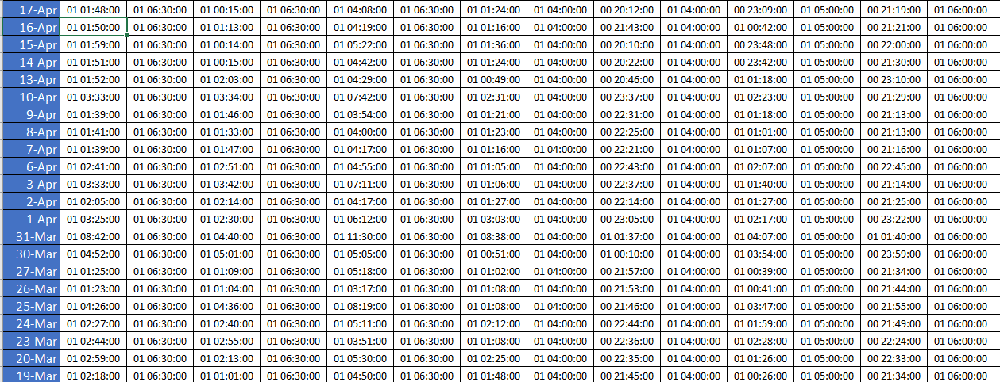 17-Apr 01 01:48:00 01 06:30:00 01 00:15:00 01 06:30:00 01 04:08:00 01 06:30:00 01 01:24:00 01 04:00:00 00 20:12:00 01 04:00:00 00 23:09:00 01 05:00:00 00 21:19:00 01 06:00:00
16-Apr 01 01:50:00 01 06:30:00 01 01:13:00 01 06:30:00 01 04:19:00 01 06:30:00 01 01:16:00 01 04:00:00 00 21:43:00 01 04:00:00 01 00:42:00 01 05:00:00 00 21:21:00 01 06:00:00
15-Apr 01 01:59:00 01 06:30:00 01 00:14:00 01 06:30:00 01 05:22:00 01 06:30:00 01 01:36:00 01 04:00:00 00 20:10:00 01 04:00:00 00 23:48:00 01 05:00:00 00 22:00:00 01 06:00:00
14-Apr 01 01:51:00 01 06:30:00 01 00:15:00 01 06:30:00 01 04:42:00 01 06:30:00 01 01:24:00 01 04:00:00 00 20:22:00 01 04:00:00 00 23:42:00 01 05:00:00 00 21:30:00 01 06:00:00
13-Apr 01 01:52:00 01 06:30:00 01 02:03:00 01 06:30:00 01 04:29:00 01 06:30:00 01 00:49:00 01 04:00:00 00 20:46:00 01 04:00:00 01 01:18:00 01 05:00:00 00 23:10:00 01 06:00:00
10-Apr 01 03:33:00 01 06:30:00 01 03:34:00 01 06:30:00 01 07:42:00 01 06:30:00 01 02:31:00 01 04:00:00 00 23:37:00 01 04:00:00 01 02:23:00 01 05:00:00 00 21:29:00 01 06:00:00
9-Apr 01 01:39:00 01 06:30:00 01 01:46:00 01 06:30:00 01 03:54:00 01 06:30:00 01 01:21:00 01 04:00:00 00 22:31:00 01 04:00:00 01 01:18:00 01 05:00:00 00 21:13:00 01 06:00:00
8-Apr 01 01:41:00 01 06:30:00 01 01:33:00 01 06:30:00 01 04:00:00 01 06:30:00 01 01:23:00 01 04:00:00 00 22:25:00 01 04:00:00 01 01:01:00 01 05:00:00 00 21:13:00 01 06:00:00
7-Apr 01 01:39:00 01 06:30:00 01 01:47:00 01 06:30:00 01 04:17:00 01 06:30:00 01 01:16:00 01 04:00:00 00 22:21:00 01 04:00:00 01 01:07:00 01 05:00:00 00 21:16:00 01 06:00:00
6-Apr 01 02:41:00 01 06:30:00 01 02:51:00 01 06:30:00 01 04:55:00 01 06:30:00 01 01:05:00 01 04:00:00 00 22:43:00 01 04:00:00 01 02:07:00 01 05:00:00 00 22:45:00 01 06:00:00
3-Apr 01 03:33:00 01 06:30:00 01 03:42:00 01 06:30:00 01 07:11:00 01 06:30:00 01 01:06:00 01 04:00:00 00 22:37:00 01 04:00:00 01 01:40:00 01 05:00:00 00 21:14:00 01 06:00:00
2-Apr 01 02:05:00 01 06:30:00 01 02:14:00 01 06:30:00 01 04:17:00 01 06:30:00 01 01:27:00 01 04:00:00 00 22:14:00 01 04:00:00 01 01:27:00 01 05:00:00 00 21:25:00 01 06:00:00
1-Apr 01 03:25:00 01 06:30:00 01 02:30:00 01 06:30:00 01 06:12:00 01 06:30:00 01 03:03:00 01 04:00:00 00 23:05:00 01 04:00:00 01 02:17:00 01 05:00:00 00 23:22:00 01 06:00:00
31-Mar 01 08:42:00 01 06:30:00 01 04:40:00 01 06:30:00 01 11:30:00 01 06:30:00 01 08:38:00 01 04:00:00 01 01:37:00 01 04:00:00 01 04:07:00 01 05:00:00 01 01:40:00 01 06:00:00
30-Mar 01 04:52:00 01 06:30:00 01 05:01:00 01 06:30:00 01 05:05:00 01 06:30:00 01 00:51:00 01 04:00:00 01 00:10:00 01 04:00:00 01 03:54:00 01 05:00:00 00 23:59:00 01 06:00:00
27-Mar 01 01:25:00 01 06:30:00 01 01:09:00 01 06:30:00 01 05:18:00 01 06:30:00 01 01:02:00 01 04:00:00 00 21:57:00 01 04:00:00 01 00:39:00 01 05:00:00 00 21:34:00 01 06:00:00
26-Mar 01 01:23:00 01 06:30:00 01 01:04:00 01 06:30:00 01 03:17:00 01 06:30:00 01 01:08:00 01 04:00:00 00 21:53:00 01 04:00:00 01 00:41:00 01 05:00:00 00 21:44:00 01 06:00:00
25-Mar 01 04:26:00 01 06:30:00 01 04:36:00 01 06:30:00 01 08:19:00 01 06:30:00 01 01:08:00 01 04:00:00 00 21:46:00 01 04:00:00 01 03:47:00 01 05:00:00 00 21:55:00 01 06:00:00
24-Mar 01 02:27:00 01 06:30:00 01 02:40:00 01 06:30:00 01 05:11:00 01 06:30:00 01 02:12:00 01 04:00:00 00 22:44:00 01 04:00:00 01 01:59:00 01 05:00:00 00 21:49:00 01 06:00:00
23-Mar 01 02:44:00 01 06:30:00 01 02:55:00 01 06:30:00 01 03:51:00 01 06:30:00 01 01:08:00 01 04:00:00 00 22:36:00 01 04:00:00 01 02:28:00 01 05:00:00 00 22:24:00 01 06:00:00
20-Mar 01 02:59:00 01 06:30:00 01 02:13:00 01 06:30:00 01 05:30:00 01 06:30:00 01 02:25:00 01 04:00:00 00 22:35:00 01 04:00:00 01 01:26:00 01 05:00:00 00 22:33:00 01 06:00:00
19-Mar 01 02:18:00 01 06:30:00 01 01:01:00 01 06:30:00 01 04:50:00 01 06:30:00 01 01:48:00 01 04:00:00 00 21:45:00 01 04:00:00 01 00:26:00 01 05:00:00 00 21:34:00 01 06:00:00